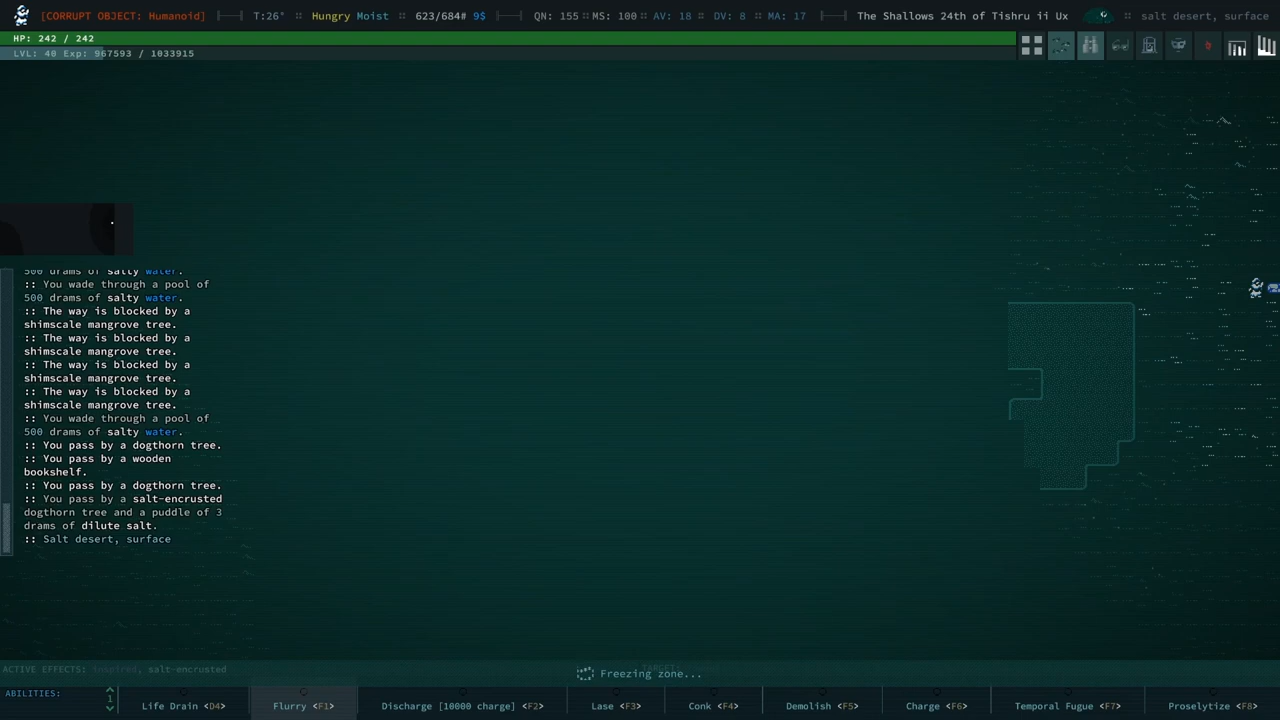 [CORRUPT OBJECT: Humanoid] T:26° Hungry Moist :: 623/684# 9$ QN: 155 :: MS: 100 :: AV: 18 :: DV: 8 :: MA: 17 The Shallows 24th of Tishru ii Ux :: salt desert, surface
HP: 242 / 242
LVL: 40 Exp: 967593 / 1033915
500 drams of salty water.
:: You wade through a pool of
500 drams of salty water.
:: The way is blocked by a
shimscale mangrove tree.
:: The way is blocked by a
shimscale mangrove tree.
:: The way is blocked by a
shimscale mangrove tree.
:: The way is blocked by a
shimscale mangrove tree.
:: You wade through a pool of
500 drams of salty water.
:: You pass by a dogthorn tree.
:: You pass by a wooden
bookshelf.
:: You pass by a dogthorn tree.
:: You pass by a salt-encrusted
dogthorn tree and a puddle of 3
drams of dilute salt.
:: Salt desert, surface
ACTIVE EFFECTS: inspired, salt-encrusted
TARGET:
Freezing zone...
ABILITIES: 1 Life Drain <D4> Flurry <F1> Discharge [10000 charge] <F2> Lase <F3> Conk <F4> Demolish <F5> Charge <F6> Temporal Fugue <F7> Proselytize <F8>